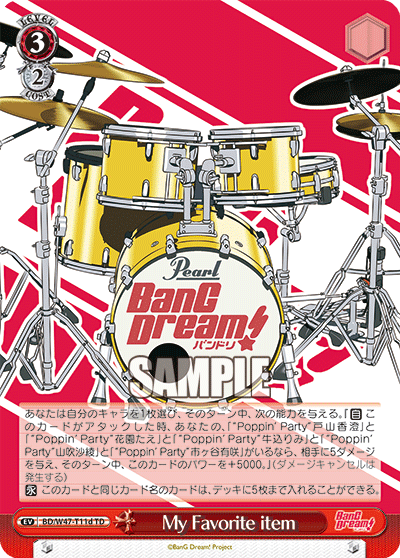 LEVEL
3
2
COST
Pearl
BanG
Dream!
バンドリ
SAMPLE
あなたは自分のキャラを1枚選び、そのターン中、次の能力を与える。『自 こ
のカードがアタックした時、あなたの、「“Poppin' Party”戸山香澄」と
「“Poppin' Party”花園たえ」と「“Poppin' Party”牛込りみ」と「“Poppin'
Party”山吹沙綾」と「“Poppin' Party”市ヶ谷有咲」がいるなら、相手に5ダメージ
を与え、そのターン中、このカードのパワーを+5000。』(ダメージキャンセルは
発生する)
永 このカードと同じカード名のカードは、デッキに5枚まで入れることができる。
EV BD/W47-T11d TD
My Favorite item
BanG
Dream!
©BanG Dream! Project